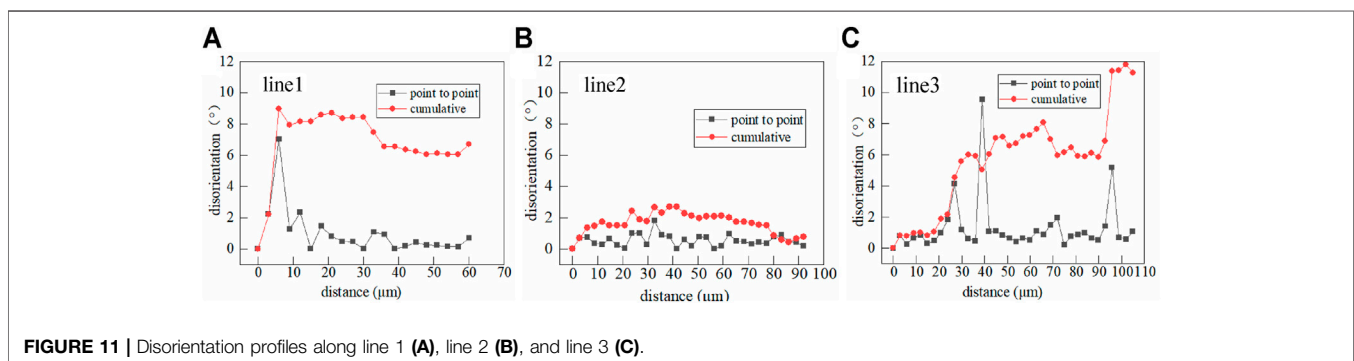 A
B
C
line1
point to point
cumulative
disorientation (°)
12
10
8
6
4
2
0
0 10 20 30 40 50 60 70
distance (μm)
line2
point to point
cumulative
disorientation (°)
12
10
8
6
4
2
0
0 10 20 30 40 50 60 70 80 90 100
distance (μm)
line3
point to point
cumulative
disorientation (°)
12
10
8
6
4
2
0
0 10 20 30 40 50 60 70 80 90 100 110
distance (μm)
FIGURE 11 | Disorientation profiles along line 1 (A), line 2 (B), and line 3 (C).